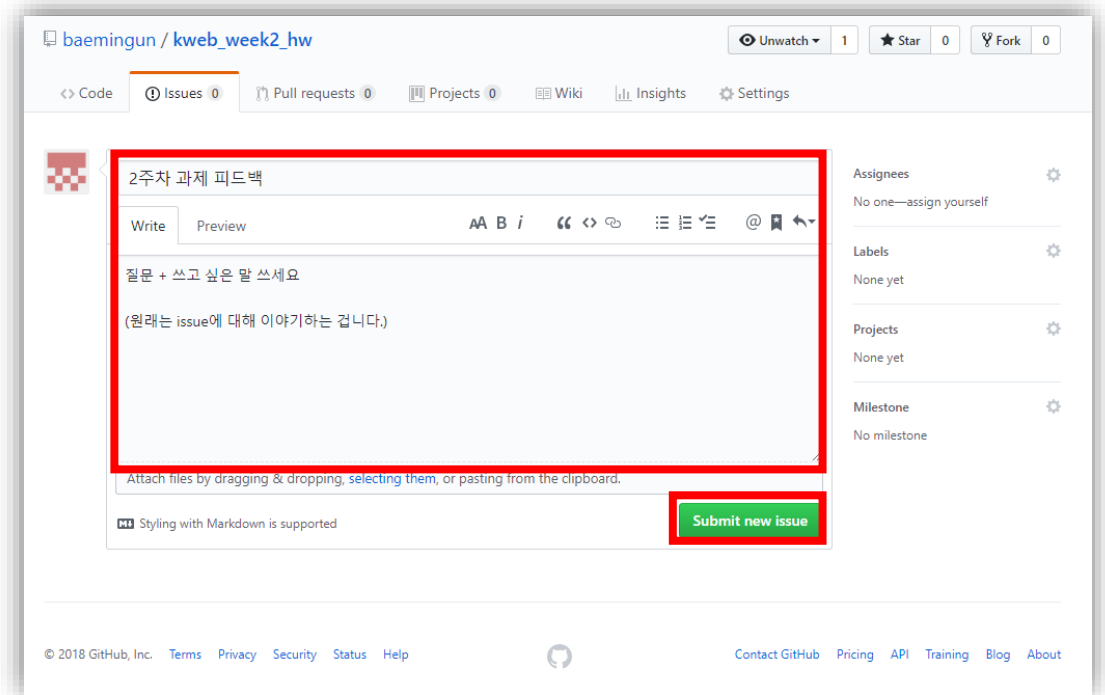 baemingun / kweb_week2_hw
Unwatch 1 Star 0 Fork 0
Code Issues 0 Pull requests 0 Projects 0 Wiki Insights Settings
2주차 과제 피드백
Write Preview
AA B i
질문 + 쓰고 싶은 말 쓰세요
(원래는 issue에 대해 이야기하는 겁니다.)
Attach files by dragging & dropping, selecting them, or pasting from the clipboard.
Styling with Markdown is supported
Submit new issue
Assignees
No one—assign yourself
Labels
None yet
Projects
None yet
Milestone
No milestone
© 2018 GitHub, Inc. Terms Privacy Security Status Help
Contact GitHub Pricing API Training Blog About